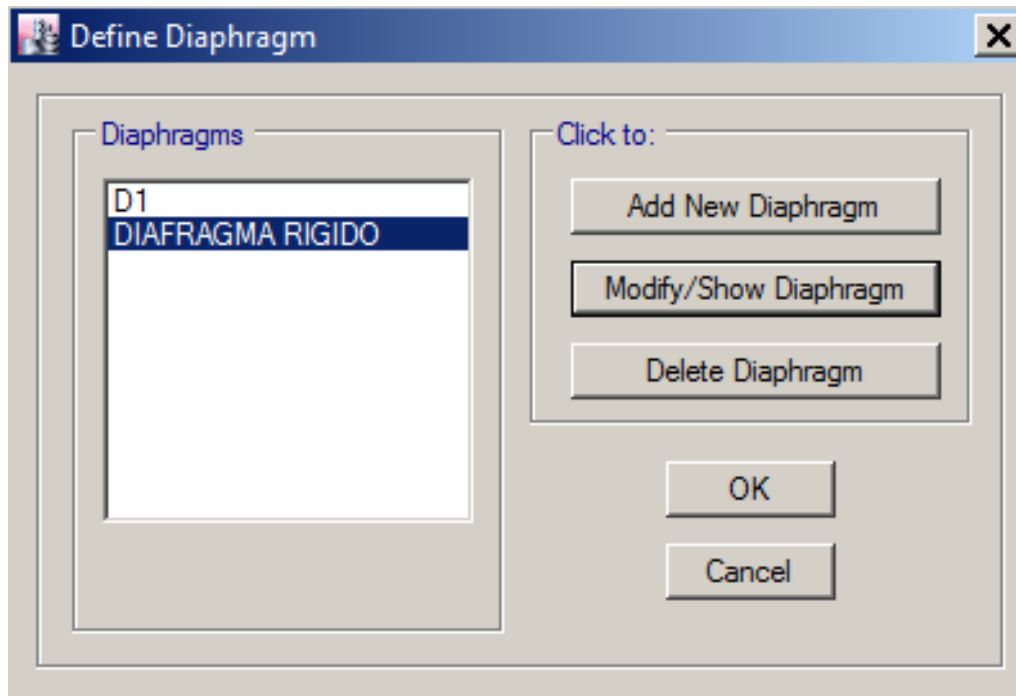 Define Diaphragm
Diaphragms
D1
DIAFRAGMA RIGIDO
Click to:
Add New Diaphragm
Modify/Show Diaphragm
Delete Diaphragm
OK
Cancel